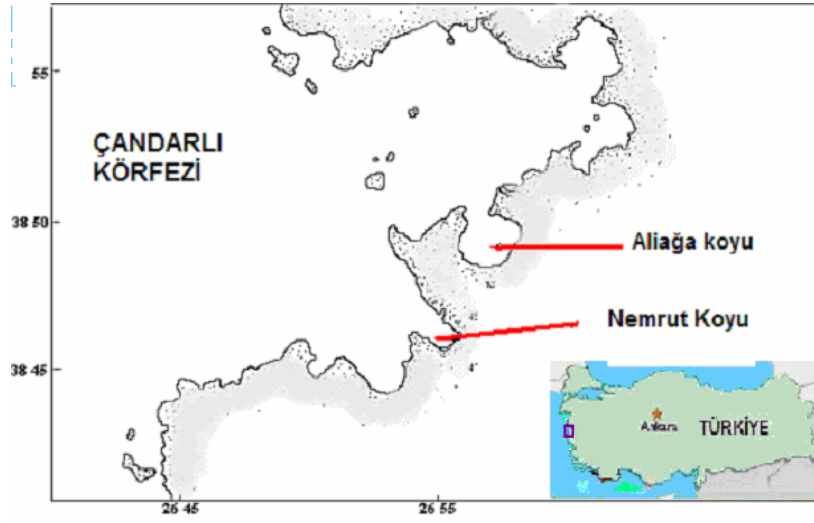 55
ÇANDARLI
KÖRFEZİ
38 50
Aliağa koyu
Nemrut Koyu
38 45
Ankara
TÜRKİYE
26 45
26 55